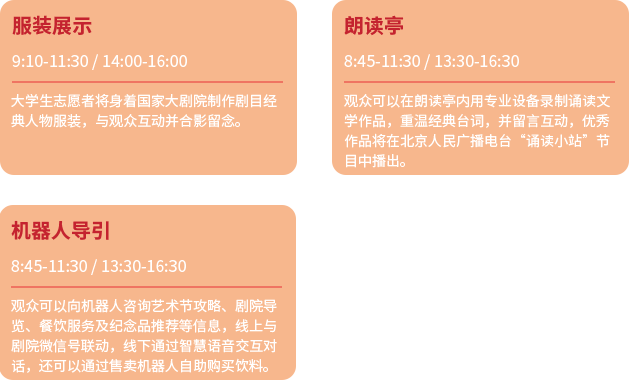 服装展示
9:10-11:30 / 14:00-16:00
大学生志愿者将身着国家大剧院制作剧目经
典人物服装，与观众互动并合影留念。
朗读亭
8:45-11:30 / 13:30-16:30
观众可以在朗读亭内用专业设备录制诵读文
学作品，重温经典台词，并留言互动，优秀
作品将在北京人民广播电台“诵读小站”节
目中播出。
机器人导引
8:45-11:30 / 13:30-16:30
观众可以向机器人咨询艺术节攻略、剧院导
览、餐饮服务及纪念品推荐等信息，线上与
剧院微信号联动，线下通过智慧语音交互对
话，还可以通过售卖机器人自助购买饮料。